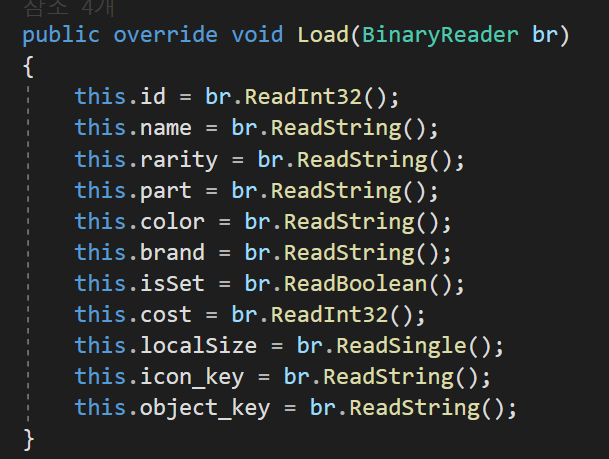 참조 4개
public override void Load(BinaryReader br)
{
this.id = br.ReadInt32();
this.name = br.ReadString();
this.rarity = br.ReadString();
this.part = br.ReadString();
this.color = br.ReadString();
this.brand = br.ReadString();
this.isSet = br.ReadBoolean();
this.cost = br.ReadInt32();
this.localSize = br.ReadSingle();
this.icon_key = br.ReadString();
this.object_key = br.ReadString();
}